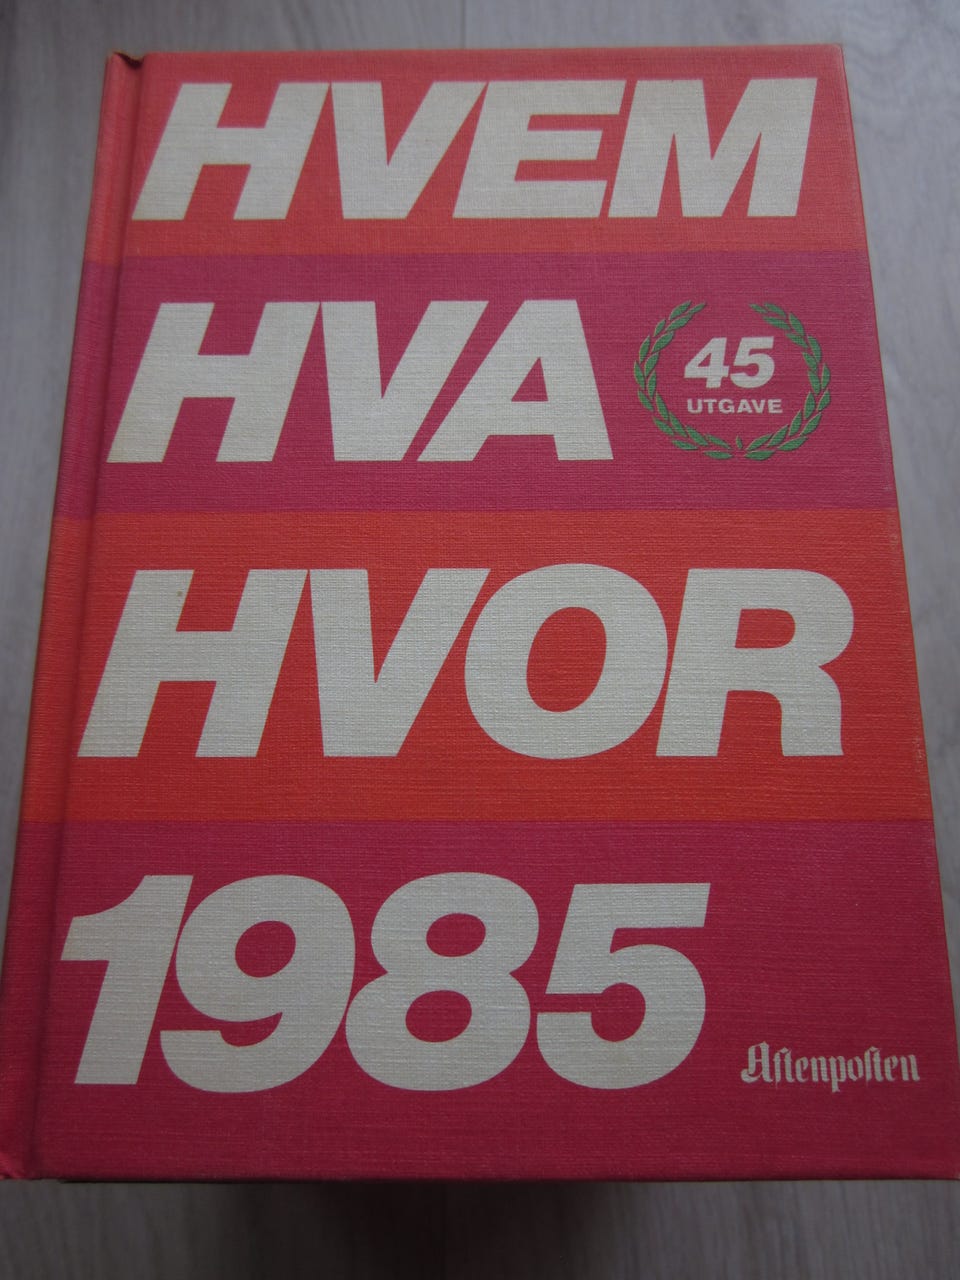 HVEM
HVA
45
UTGAVE
HVOR
1985
Aftenposten